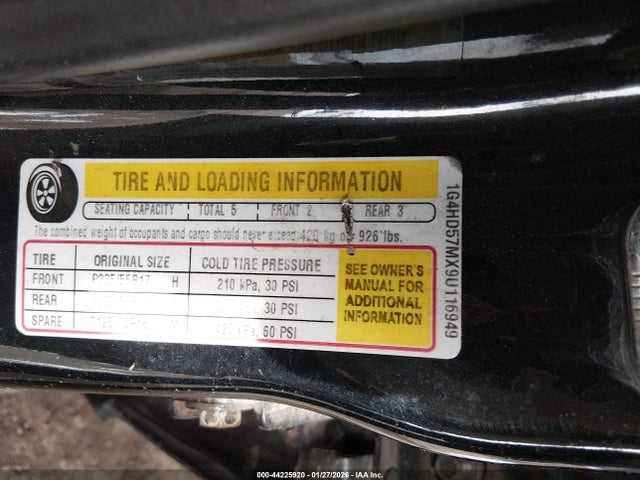 TIRE AND LOADING INFORMATION
SEATING CAPACITY TOTAL 5 FRONT 2 REAR 3
The combined weight of occupants and cargo should never exceed 420 kg or 926 lbs.
TIRE ORIGINAL SIZE COLD TIRE PRESSURE
FRONT P235/55R17 H 210 kPa, 30 PSI
REAR kPa, 30 PSI
SPARE 420 kPa, 60 PSI
SEE OWNER'S
MANUAL FOR
ADDITIONAL
INFORMATION
1G4HD57MX9U116949
000-44225920 01/27/2026 © IAA Inc.